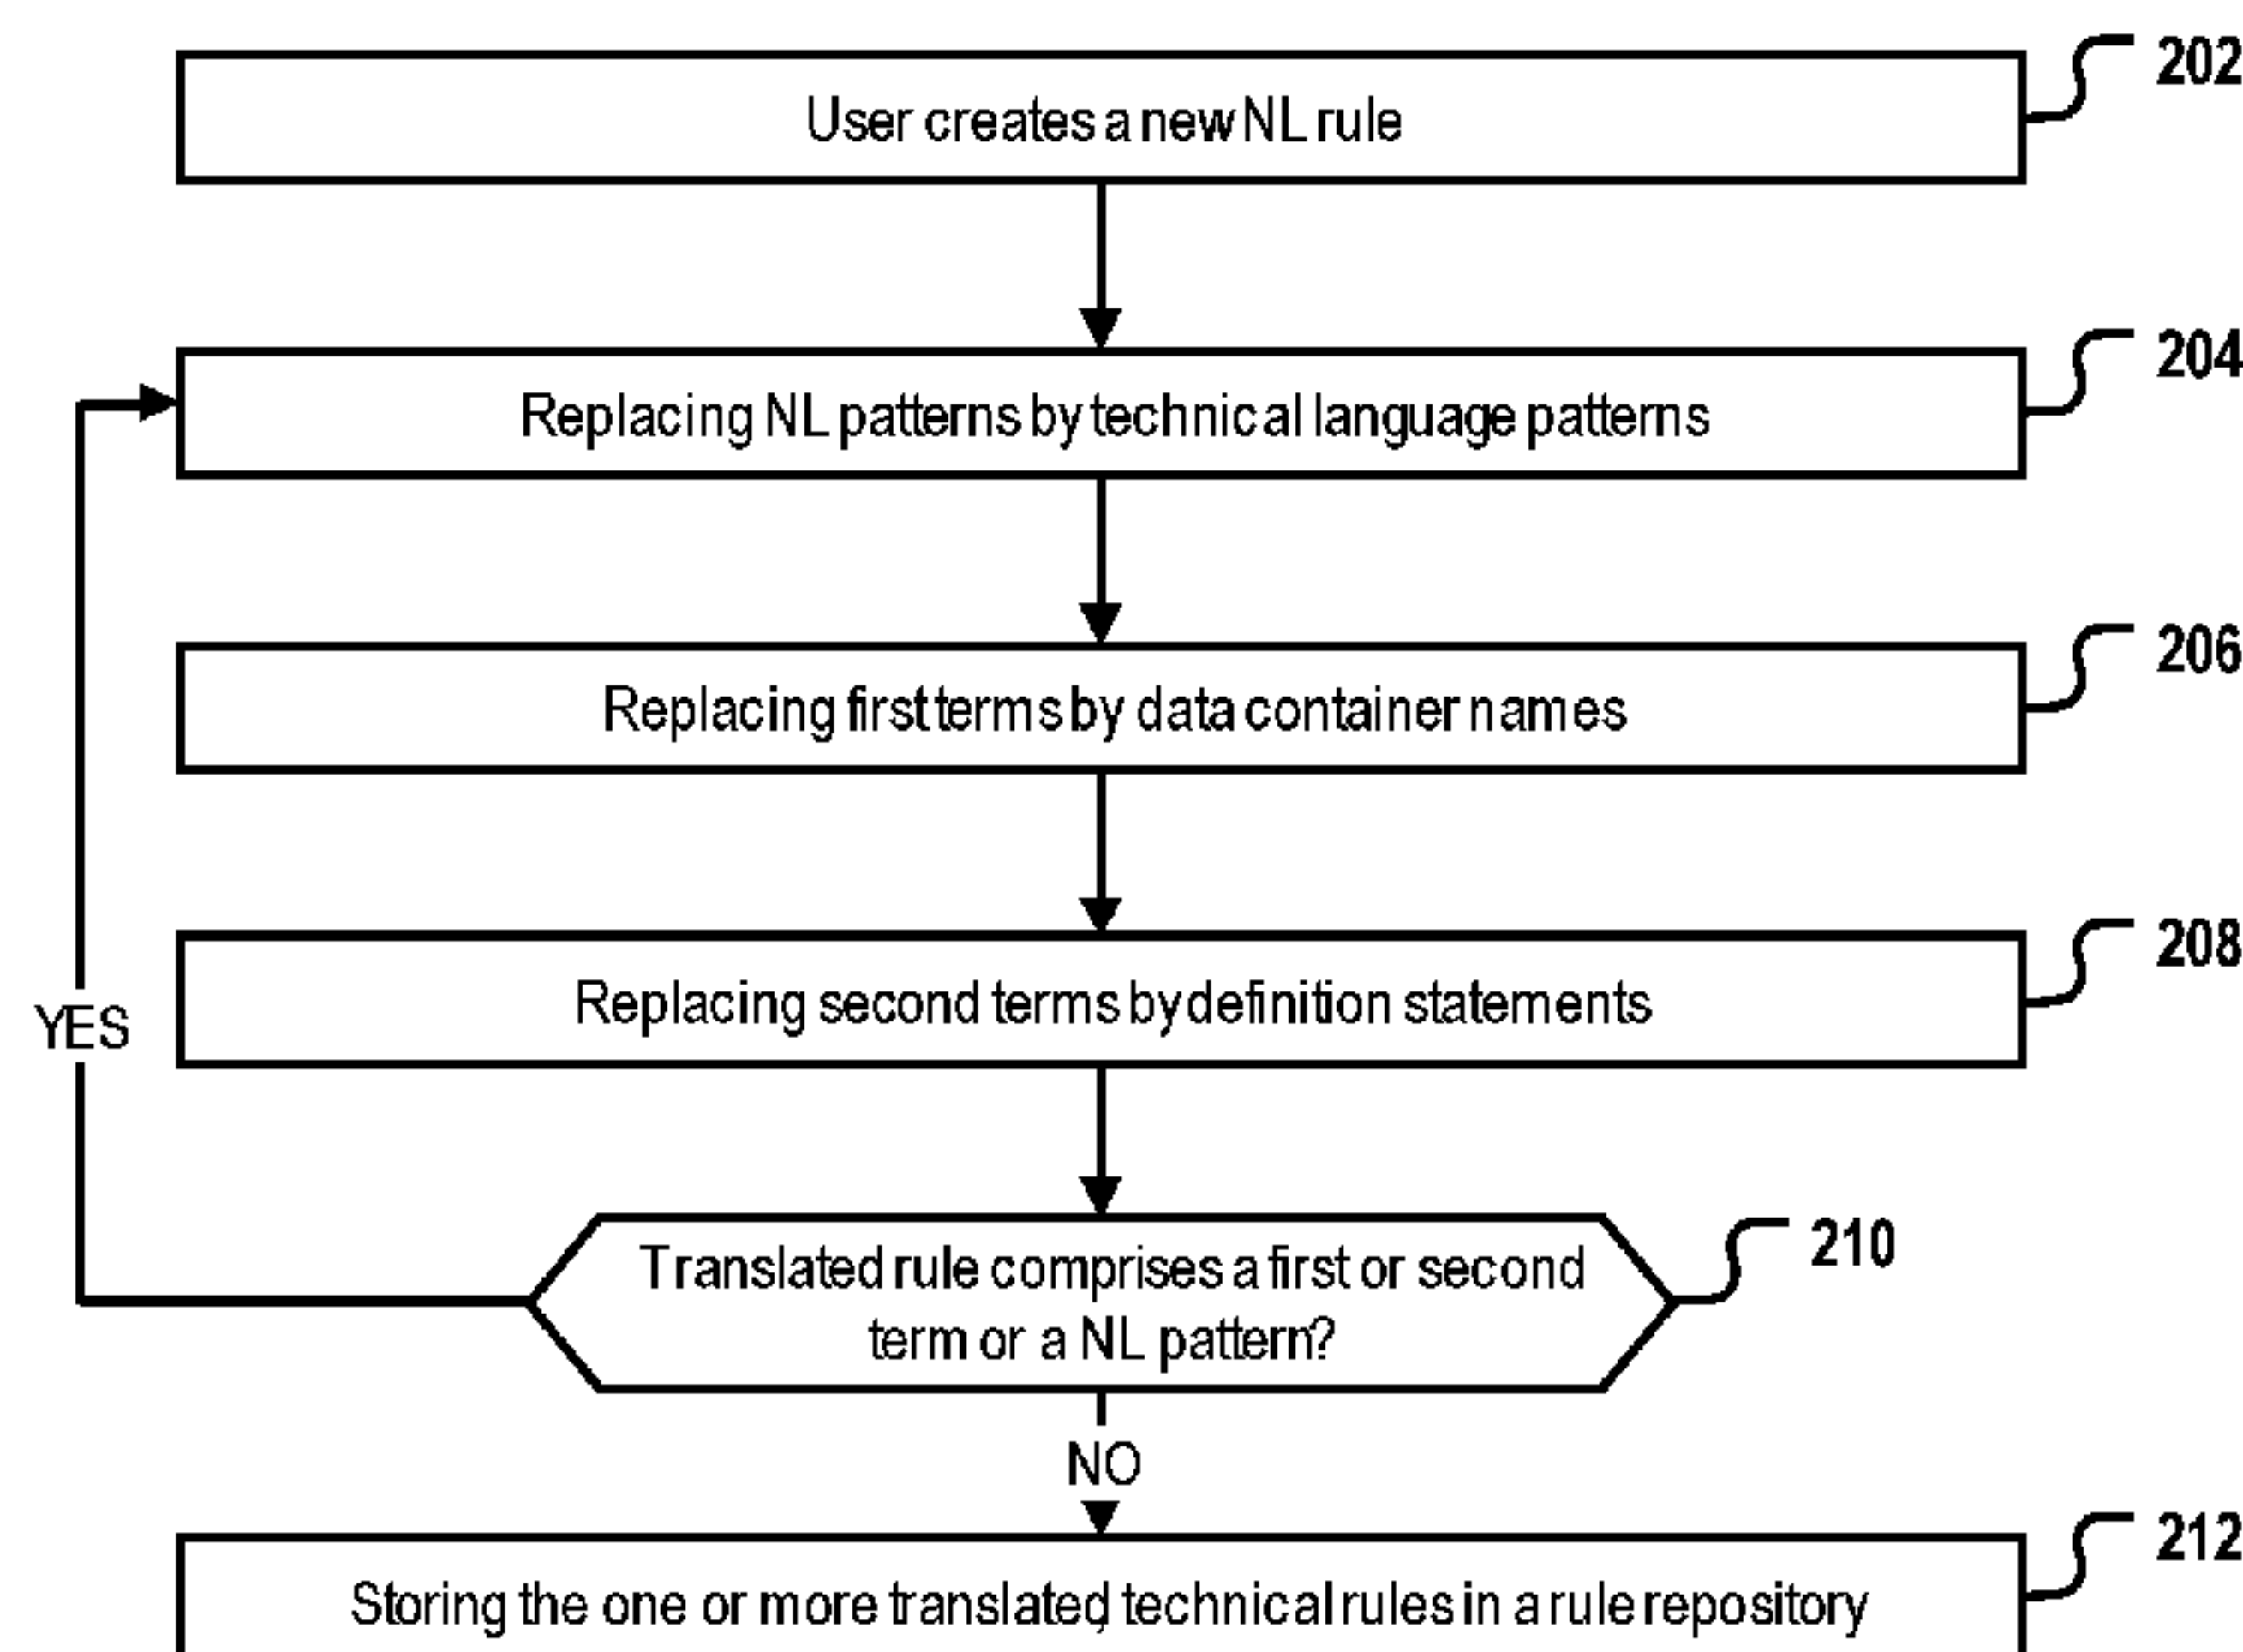 202
User creates a new NL rule
204
Replacing NL patterns by technical language patterns
206
Replacing first terms by data container names
208
Replacing second terms by definition statements
YES
210
Translated rule comprises a first or second
term or a NL pattern?
NO
212
Storing the one or more translated, technical rules in a rule repository